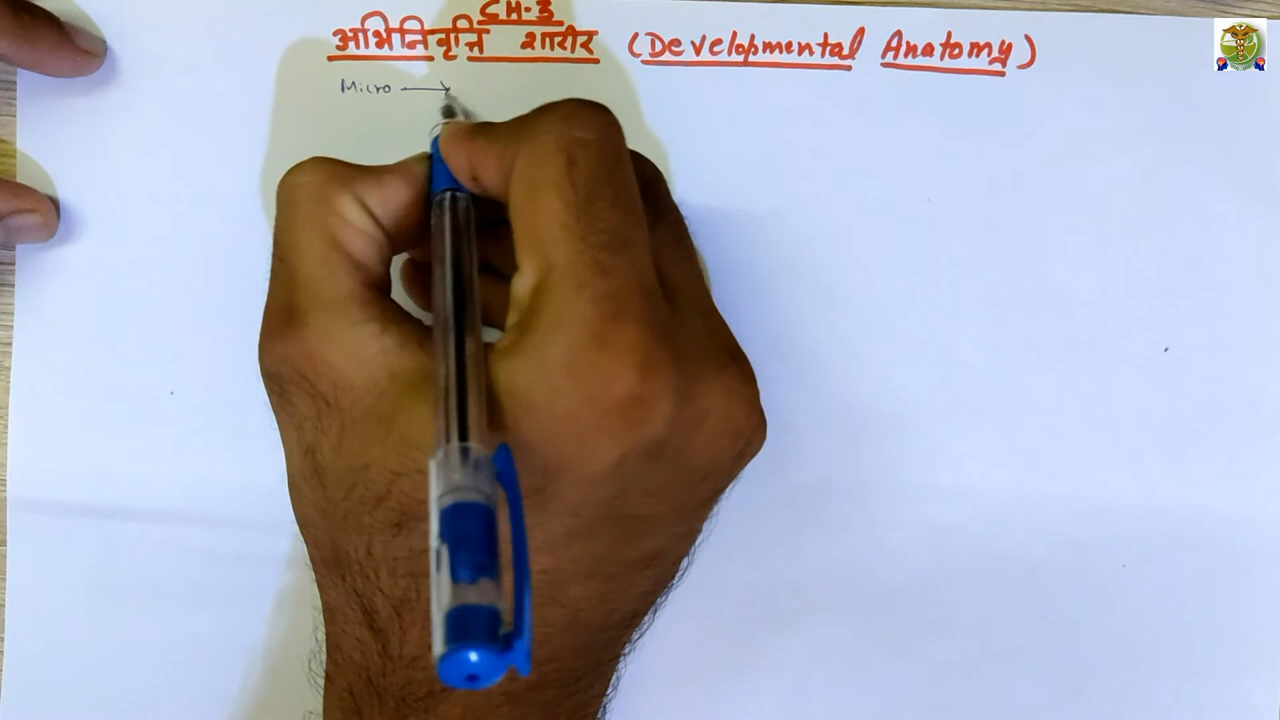 CH-3
अभिनिवृत्ति शारीर (Developmental Anatomy)
Micro →